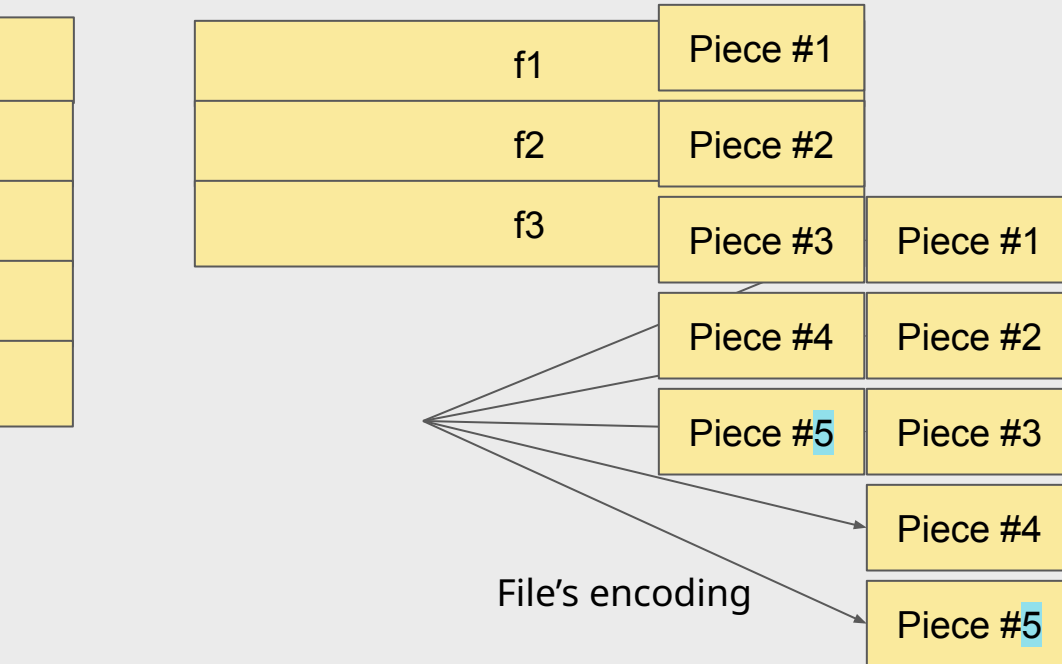 f1
f2
f3
Piece #1
Piece #2
Piece #3
Piece #4
Piece #5
Piece #1
Piece #2
Piece #3
Piece #4
Piece #5
File's encoding